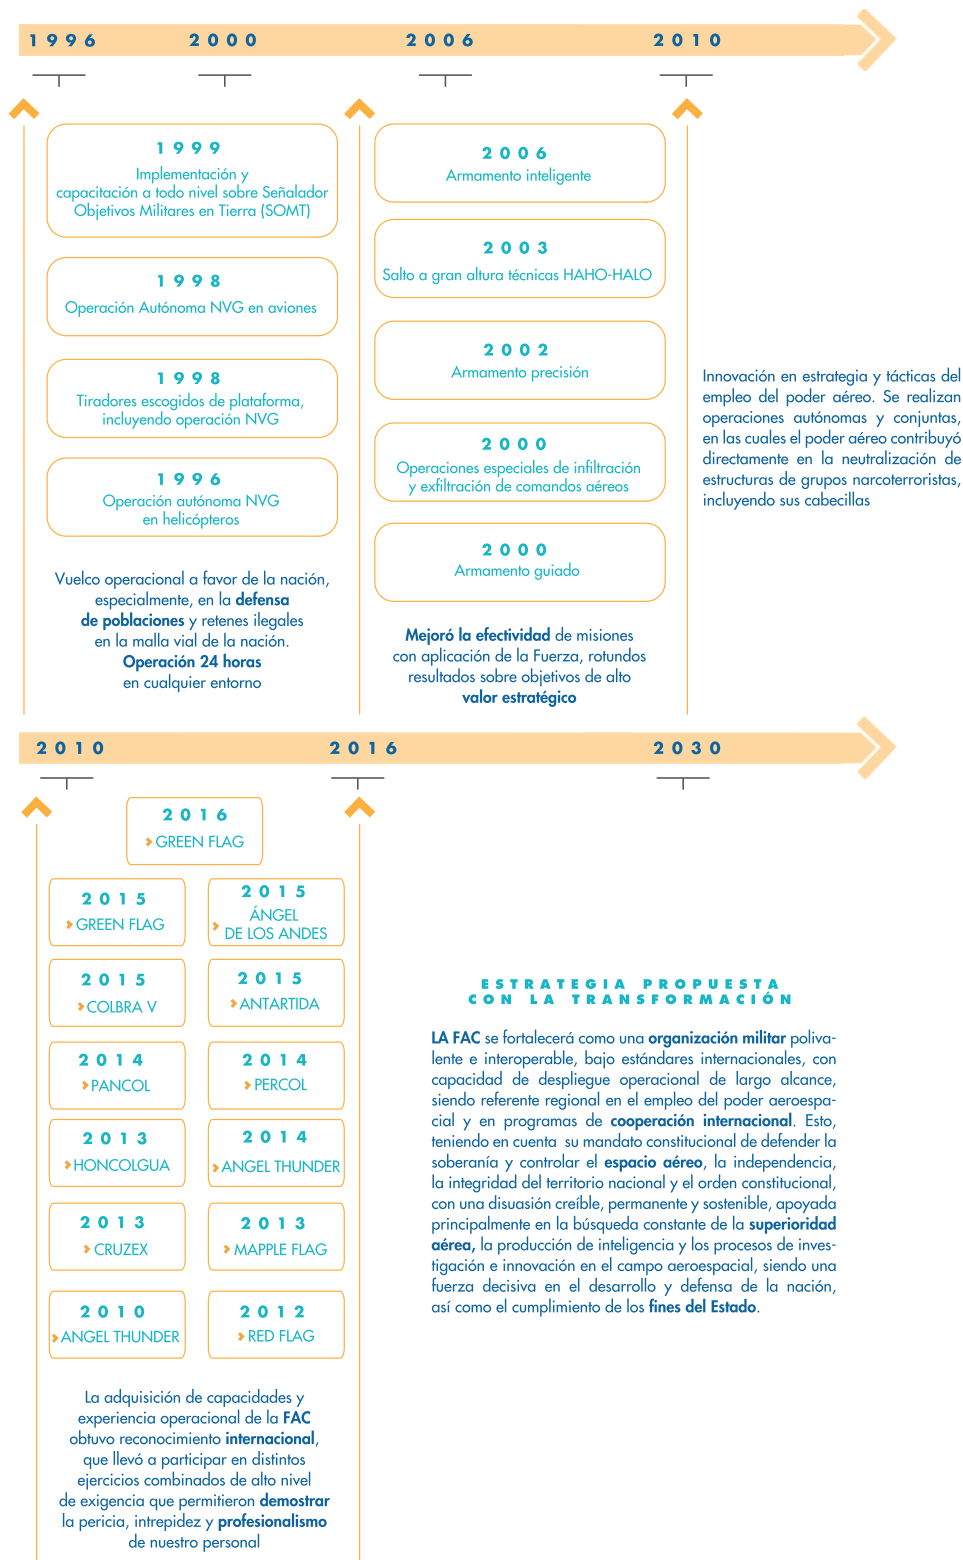 1996 2000 2006 2010
1999
Implementación y
capacitación a todo nivel sobre Señalador
Objetivos Militares en Tierra (SOMT)
1998
Operación Autónoma NVG en aviones
1998
Tiradores escogidos de plataforma,
incluyendo operación NVG
1996
Operación autónoma NVG
en helicópteros
Vuelco operacional a favor de la nación,
especialmente, en la defensa
de poblaciones y retenes ilegales
en la malla vial de la nación.
Operación 24 horas
en cualquier entorno
2006
Armamento inteligente
2003
Salto a gran altura técnicas HAHO-HALO
2002
Armamento precisión
2000
Operaciones especiales de infiltración
y exfiltración de comandos aéreos
2000
Armamento guiado
Mejoró la efectividad de misiones
con aplicación de la Fuerza, rotundos
resultados sobre objetivos de alto
valor estratégico
Innovación en estrategia y tácticas del
empleo del poder aéreo. Se realizan
operaciones autónomas y conjuntas,
en las cuales el poder aéreo contribuyó
directamente en la neutralización de
estructuras de grupos narcoterroristas,
incluyendo sus cabecillas
2010 2016 2030
2016
GREEN FLAG
2015
GREEN FLAG
2015
ÁNGEL
DE LOS ANDES
2015
COLBRA V
2015
ANTARTIDA
2014
PANCOL
2014
PERCOL
2013
HONCOLGUA
2014
ANGEL THUNDER
2013
CRUZEX
2013
MAPPLE FLAG
2010
ANGEL THUNDER
2012
RED FLAG
La adquisición de capacidades y
experiencia operacional de la FAC
obtuvo reconocimiento internacional,
que llevó a participar en distintos
ejercicios combinados de alto nivel
de exigencia que permitieron demostrar
la pericia, intrepidez y profesionalismo
de nuestro personal
ESTRATEGIA PROPUESTA
CON LA TRANSFORMACIÓN
LA FAC se fortalecerá como una organización militar poliva-
lente e interoperable, bajo estándares internacionales, con
capacidad de despliegue operacional de largo alcance,
siendo referente regional en el empleo del poder aeroespa-
cial y en programas de cooperación internacional. Esto,
teniendo en cuenta su mandato constitucional de defender la
soberanía y controlar el espacio aéreo, la independencia,
la integridad del territorio nacional y el orden constitucional,
con una disuasión creíble, permanente y sostenible, apoyada
principalmente en la búsqueda constante de la superioridad
aérea, la producción de inteligencia y los procesos de inves-
tigación e innovación en el campo aeroespacial, siendo una
fuerza decisiva en el desarrollo y defensa de la nación,
así como el cumplimiento de los fines del Estado.